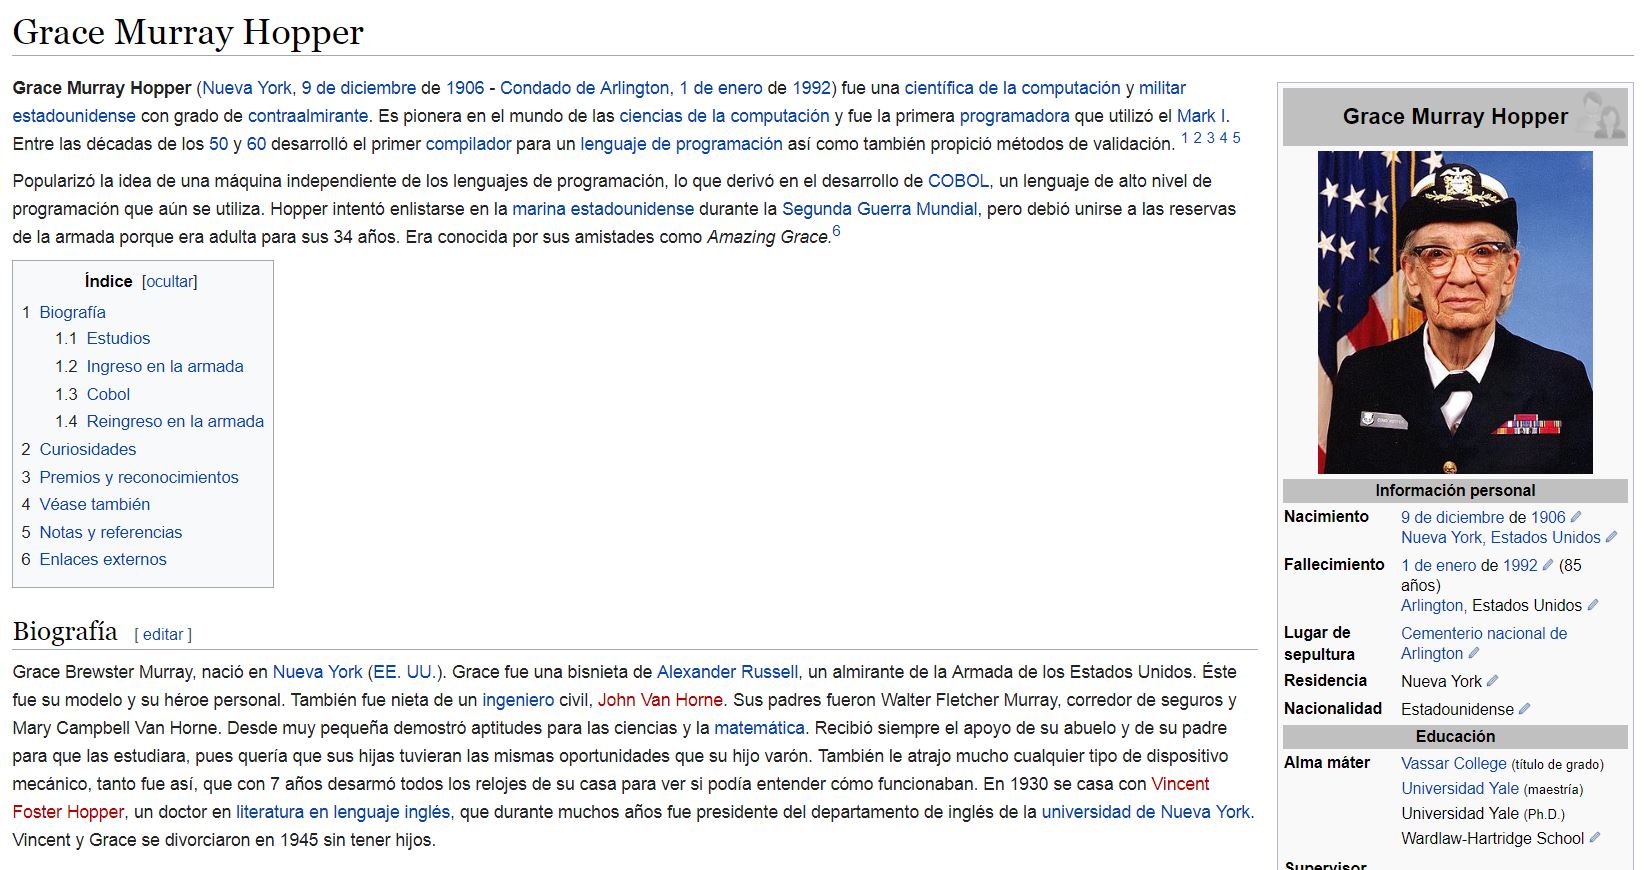 Grace Murray Hopper
Grace Murray Hopper (Nueva York, 9 de diciembre de 1906 - Condado de Arlington, 1 de enero de 1992) fue una científica de la computación y militar
estadounidense con grado de contraalmirante. Es pionera en el mundo de las ciencias de la computación y fue la primera programadora que utilizó el Mark I.
Entre las décadas de los 50 y 60 desarrolló el primer compilador para un lenguaje de programación así como también propició métodos de validación. 1 2 3 4 5
Popularizó la idea de una máquina independiente de los lenguajes de programación, lo que derivó en el desarrollo de COBOL, un lenguaje de alto nivel de
programación que aún se utiliza. Hopper intentó enlistarse en la marina estadounidense durante la Segunda Guerra Mundial, pero debió unirse a las reservas
de la armada porque era adulta para sus 34 años. Era conocida por sus amistades como Amazing Grace.6
Índice [ocultar]
1 Biografía
1.1 Estudios
1.2 Ingreso en la armada
1.3 Cobol
1.4 Reingreso en la armada
2 Curiosidades
3 Premios y reconocimientos
4 Véase también
5 Notas y referencias
6 Enlaces externos
Biografía [ editar ]
Grace Brewster Murray, nació en Nueva York (EE. UU.). Grace fue una bisnieta de Alexander Russell, un almirante de la Armada de los Estados Unidos. Éste
fue su modelo y su héroe personal. También fue nieta de un ingeniero civil, John Van Horne. Sus padres fueron Walter Fletcher Murray, corredor de seguros y
Mary Campbell Van Horne. Desde muy pequeña demostró aptitudes para las ciencias y la matemática. Recibió siempre el apoyo de su abuelo y de su padre
para que las estudiara, pues quería que sus hijas tuvieran las mismas oportunidades que su hijo varón. También le atrajo mucho cualquier tipo de dispositivo
mecánico, tanto fue así, que con 7 años desarmó todos los relojes de su casa para ver si podía entender cómo funcionaban. En 1930 se casa con Vincent
Foster Hopper, un doctor en literatura en lenguaje inglés, que durante muchos años fue presidente del departamento de inglés de la universidad de Nueva York.
Vincent y Grace se divorciaron en 1945 sin tener hijos.
Grace Murray Hopper
Información personal
Nacimiento 9 de diciembre de 1906
Nueva York, Estados Unidos
Fallecimiento 1 de enero de 1992 (85
años)
Arlington, Estados Unidos
Lugar de Cementerio nacional de
sepultura Arlington
Residencia Nueva York
Nacionalidad Estadounidense
Educación
Alma máter Vassar College (título de grado)
Universidad Yale (maestría)
Universidad Yale (Ph.D.)
Wardlaw-Hartridge School
Supervisor